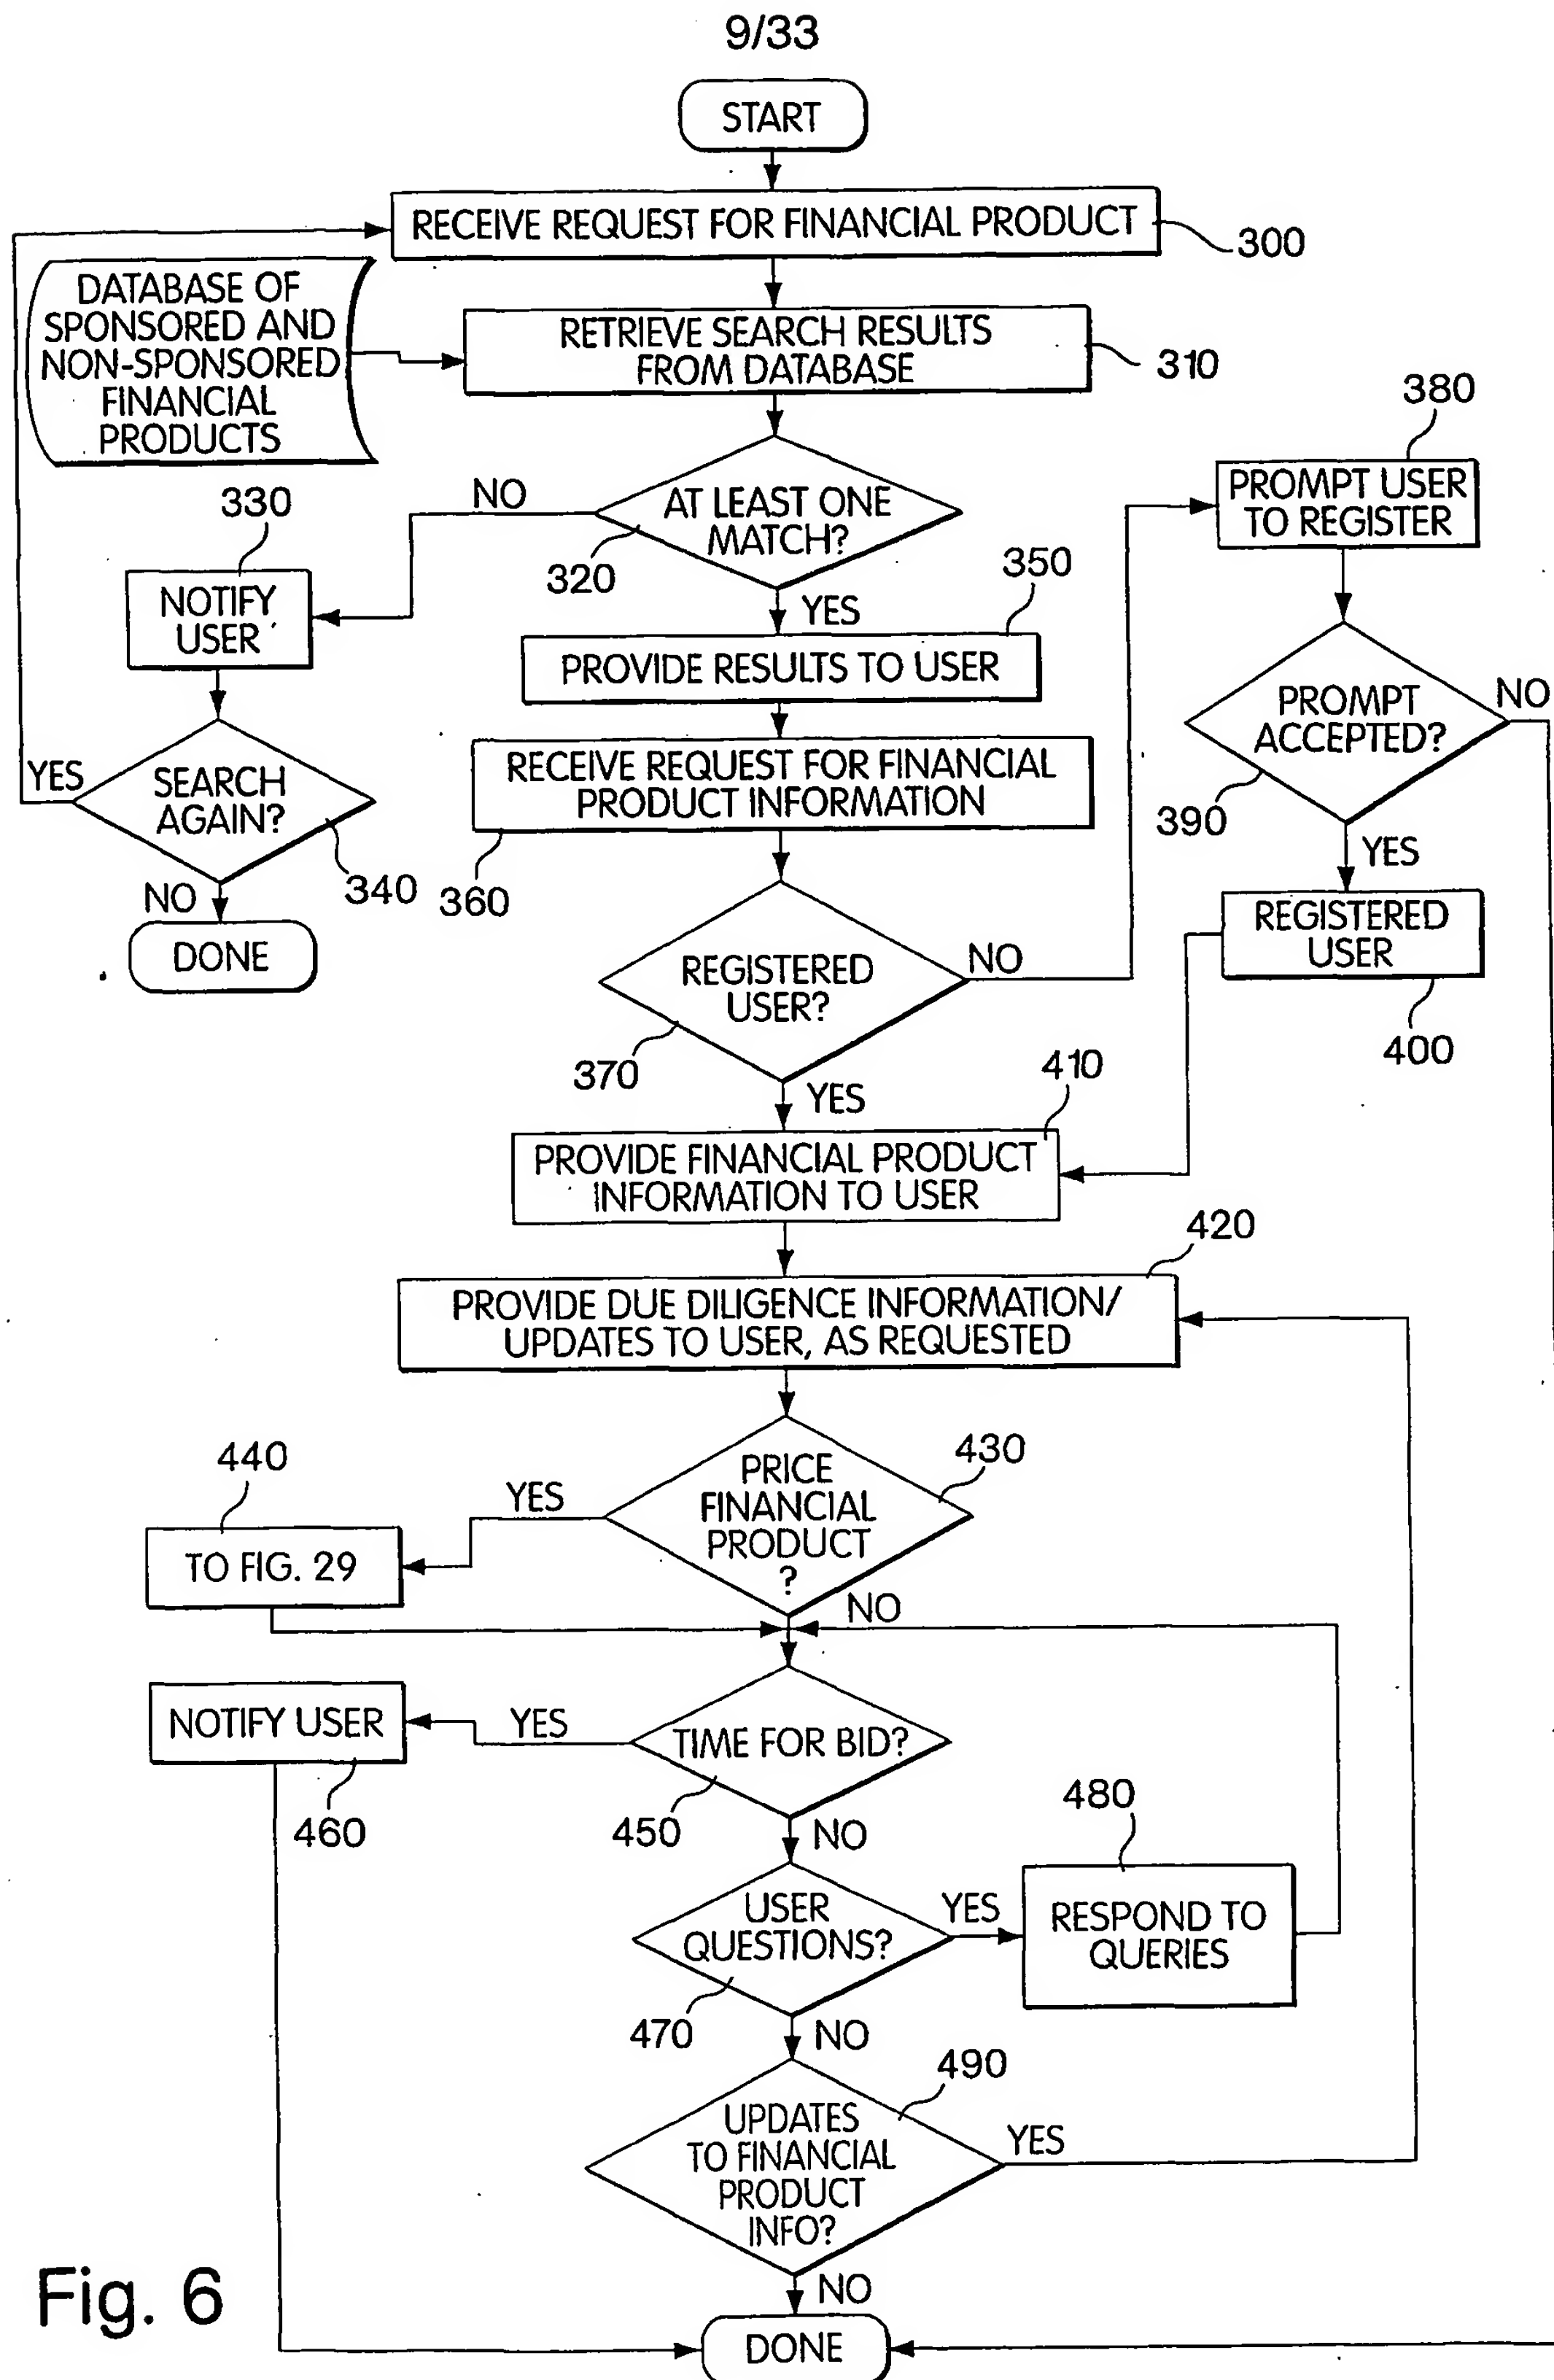 9/33
START
RECEIVE REQUEST FOR FINANCIAL PRODUCT
300
DATABASE OF
SPONSORED AND
NON-SPONSORED
FINANCIAL
PRODUCTS
RETRIEVE SEARCH RESULTS
FROM DATABASE
310
AT LEAST ONE
MATCH?
320
NO
YES
330
NOTIFY
USER
SEARCH
AGAIN?
340
YES
NO
DONE
350
PROVIDE RESULTS TO USER
RECEIVE REQUEST FOR FINANCIAL
PRODUCT INFORMATION
360
REGISTERED
USER?
370
NO
YES
380
PROMPT USER
TO REGISTER
PROMPT
ACCEPTED?
390
NO
YES
REGISTERED
USER
400
410
PROVIDE FINANCIAL PRODUCT
INFORMATION TO USER
420
PROVIDE DUE DILIGENCE INFORMATION/
UPDATES TO USER, AS REQUESTED
PRICE
FINANCIAL
PRODUCT
?
430
YES
NO
440
TO FIG. 29
TIME FOR BID?
450
YES
NO
NOTIFY USER
460
USER
QUESTIONS?
470
YES
NO
480
RESPOND TO
QUERIES
490
UPDATES
TO FINANCIAL
PRODUCT
INFO?
YES
NO
DONE
Fig. 6